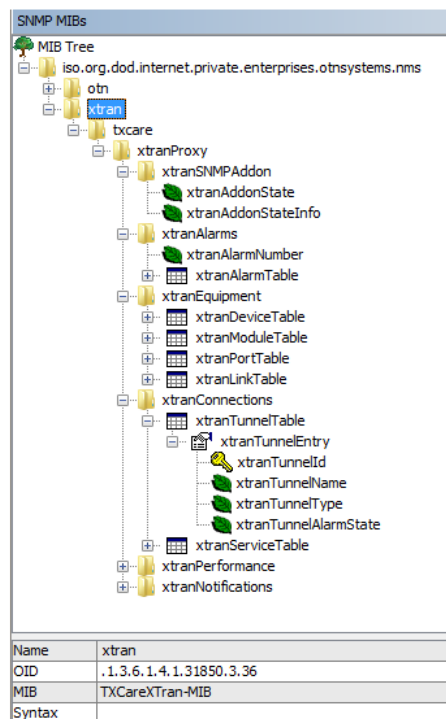 SNMP MIBs
MIB Tree
iso.org.dod.internet.private.enterprises.otnsystems.nms
otn
xtran
txcare
xtranProxy
xtranSNMPAddon
xtranAddonState
xtranAddonStateInfo
xtranAlarms
xtranAlarmNumber
xtranAlarmTable
xtranEquipment
xtranDeviceTable
xtranModuleTable
xtranPortTable
xtranLinkTable
xtranConnections
xtranTunnelTable
xtranTunnelEntry
xtranTunnelId
xtranTunnelName
xtranTunnelType
xtranTunnelAlarmState
xtranServiceTable
xtranPerformance
xtranNotifications
Name xtran
OID .1.3.6.1.4.1.31850.3.36
MIB TXCareXTran-MIB
Syntax